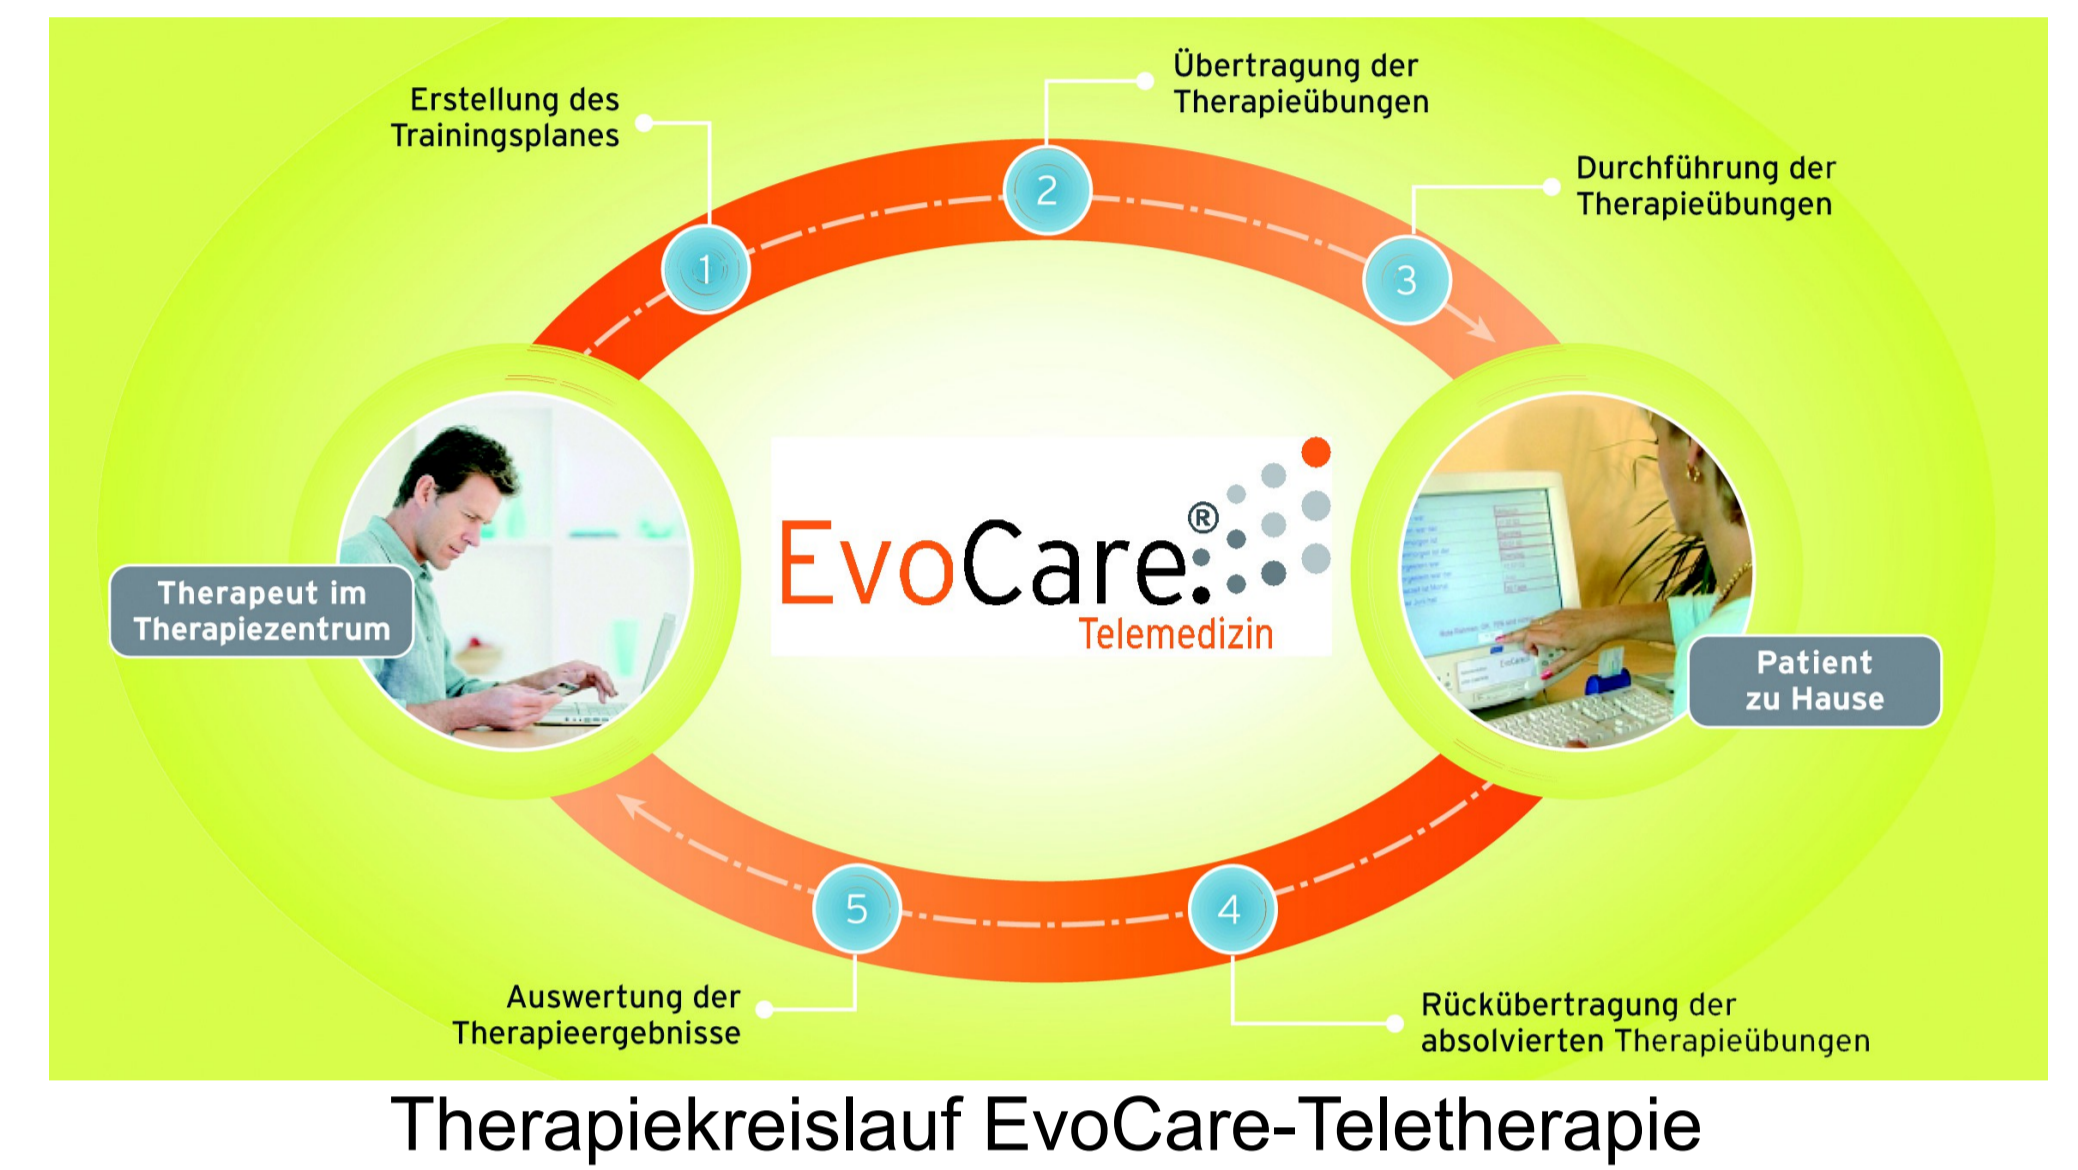 Erstellung des
Trainingsplanes
1
Übertragung der
Therapieübungen
2
Durchführung der
Therapieübungen
3
Therapeut im
Therapiezentrum
EvoCare®
Telemedizin
Patient
zu Hause
4
Rückübertragung der
absolvierten Therapieübungen
5
Auswertung der
Therapieergebnisse
Therapiekreislauf EvoCare-Teletherapie